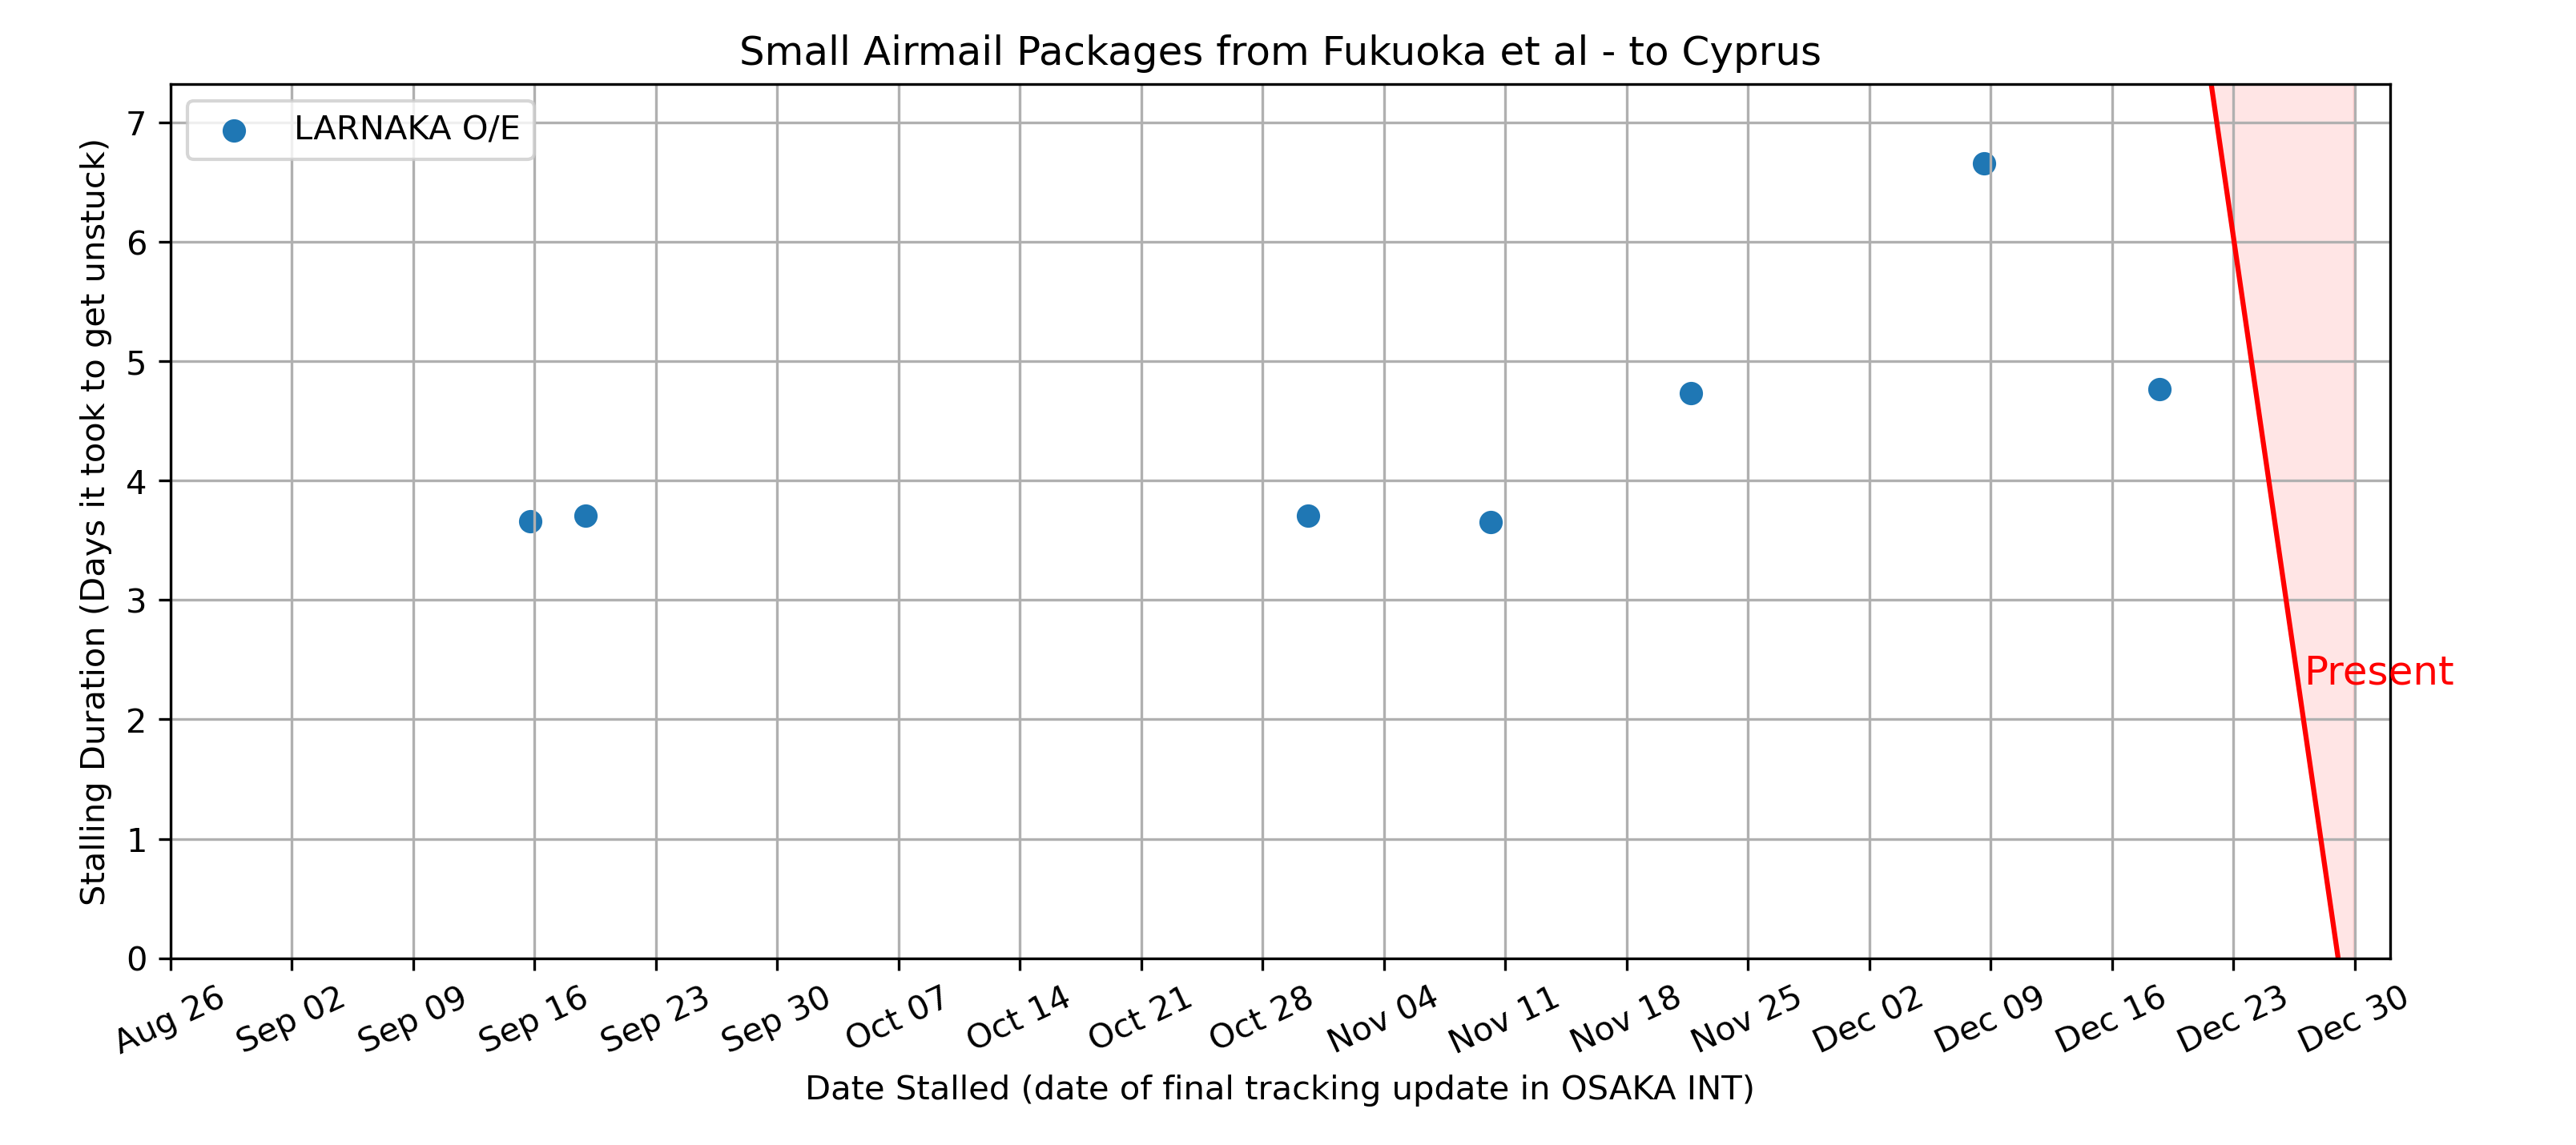 Small Airmail Packages from Fukuoka et al - to Cyprus
LARNAKA O/E
Stalling Duration (Days it took to get unstuck)
7
6
5
4
3
2
1
0
Present
Aug 26
Sep 02
Sep 09
Sep 16
Sep 23
Sep 30
Oct 07
Oct 14
Oct 21
Oct 28
Nov 04
Nov 11
Nov 18
Nov 25
Dec 02
Dec 09
Dec 16
Dec 23
Dec 30
Date Stalled (date of final tracking update in OSAKA INT)